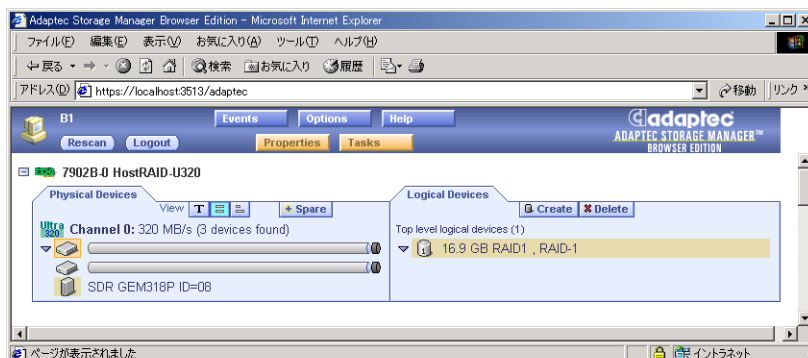 Adaptec Storage Manager Browser Edition - Microsoft Internet Explorer
ファイル(F) 編集(E) 表示(V) お気に入り(A) ツール(T) ヘルプ(H)
戻る 検索 お気に入り 履歴
アドレス(D) https://localhost:3513/adaptec 移動 リンク »
B1 Events Options Help adaptec
ADAPTEC STORAGE MANAGER™
Rescan Logout Properties Tasks BROWSER EDITION
7902B-0 HostRAID-U320
Physical Devices Logical Devices
View T + Spare Create Delete
Ultra 320 Channel 0: 320 MB/s (3 devices found) Top level logical devices (1)
1 16.9 GB RAID1 , RAID-1
SDR GEM318P ID=08
ページが表示されました イントラネット